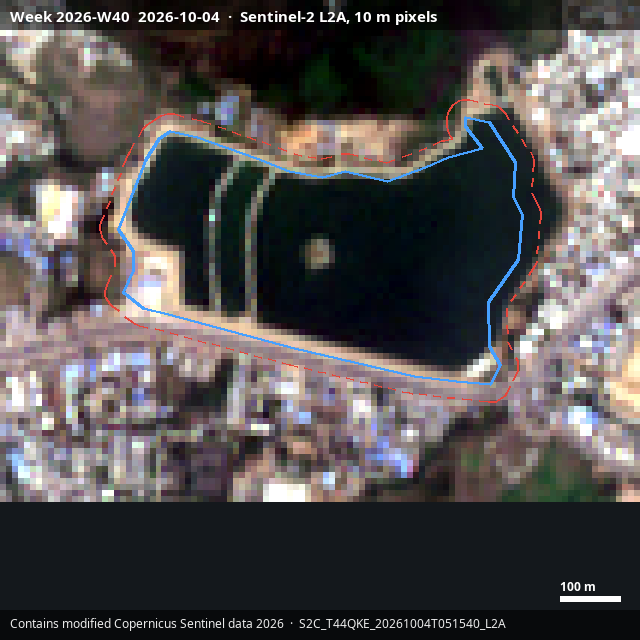 Week 2026-W40  2026-10-04  ·  Sentinel-2 L2A, 10 m pixels
100 m
Contains modified Copernicus Sentinel data 2026  ·  S2C_T44QKE_20261004T051540_L2A